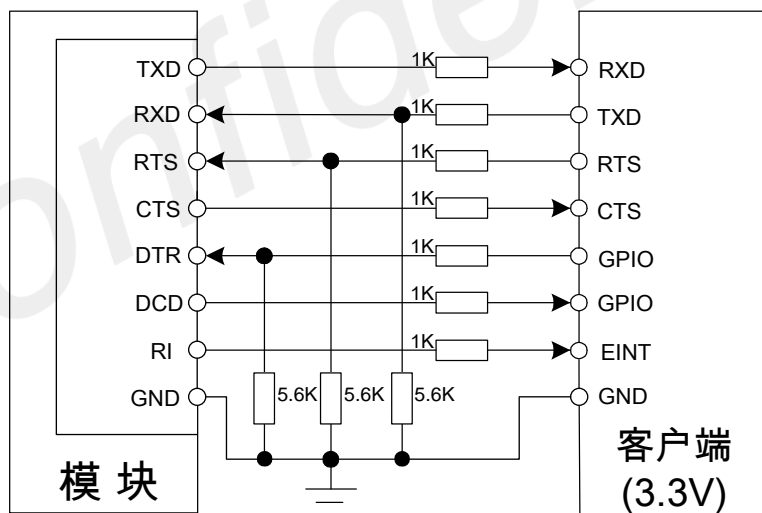 TXD 1K RXD
RXD 1K TXD
RTS 1K RTS
CTS 1K CTS
DTR 1K GPIO
DCD 1K GPIO
RI 1K EINT
GND 5.6K 5.6K 5.6K GND
模块
客户端
(3.3V)
onfide